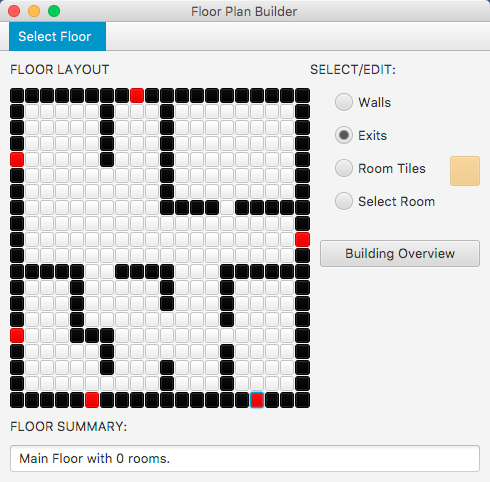 Floor Plan Builder
Select Floor
FLOOR LAYOUT
SELECT/EDIT:
Walls
Exits
Room Tiles
Select Room
Building Overview
FLOOR SUMMARY:
Main Floor with 0 rooms.